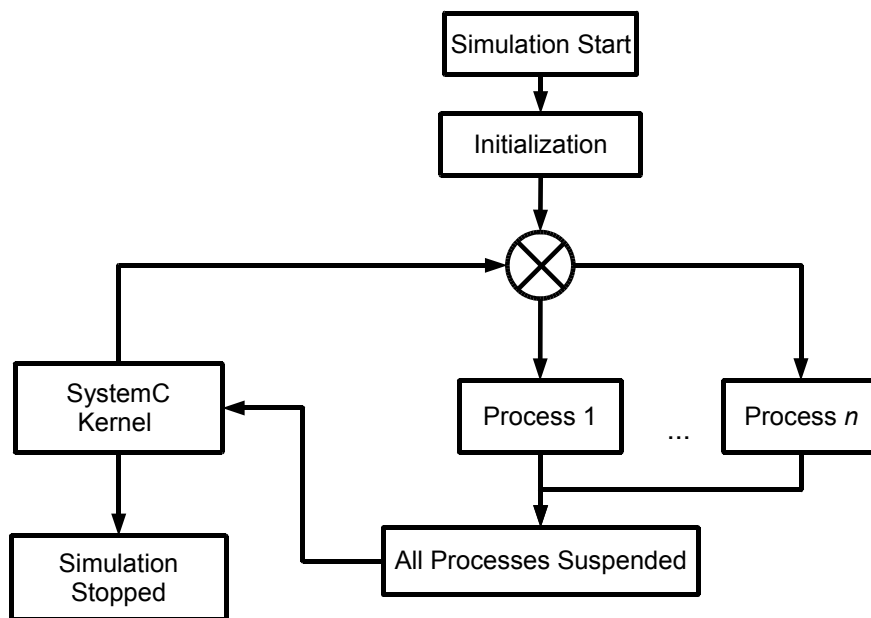 Simulation Start
Initialization
SystemC
Kernel
Process 1
...
Process n
Simulation
Stopped
All Processes Suspended